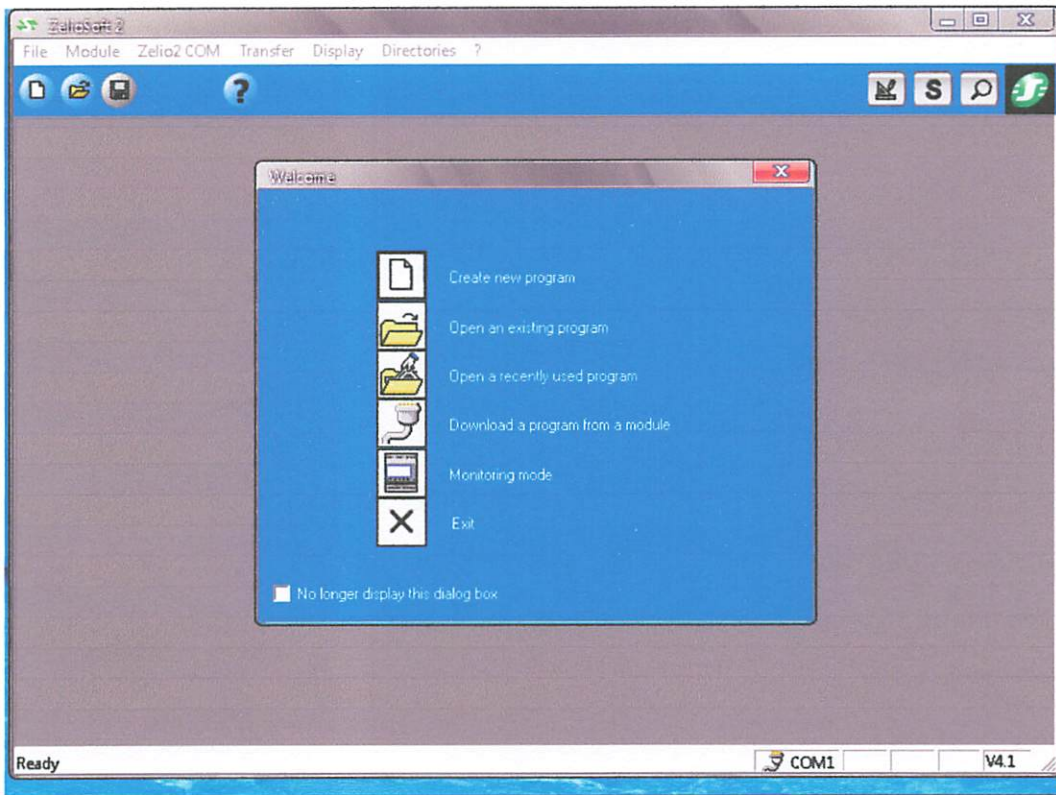 ZelioSoft 2
File Module Zelio2 COM Transfer Display Directories ?
?
S
Welcome
Create new program
Open an existing program
Open a recently used program
Download a program from a module
Monitoring mode
Exit
No longer display this dialog box
Ready
COM1
V4.1